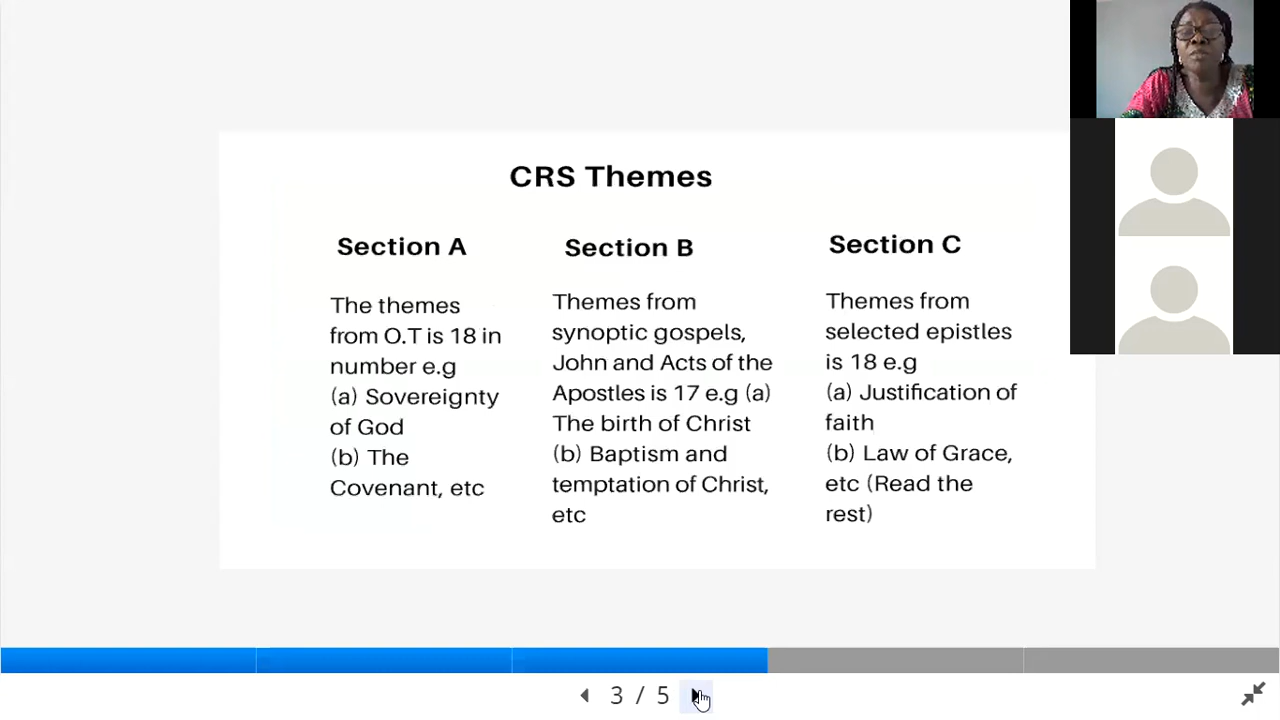 CRS Themes
Section A
The themes
from O.T is 18 in
number e.g
(a) Sovereignty
of God
(b) The
Covenant, etc
Section B
Themes from
synoptic gospels,
John and Acts of the
Apostles is 17 e.g (a)
The birth of Christ
(b) Baptism and
temptation of Christ,
etc
Section C
Themes from
selected epistles
is 18 e.g
(a) Justification of
faith
(b) Law of Grace,
etc (Read the
rest)
3 / 5